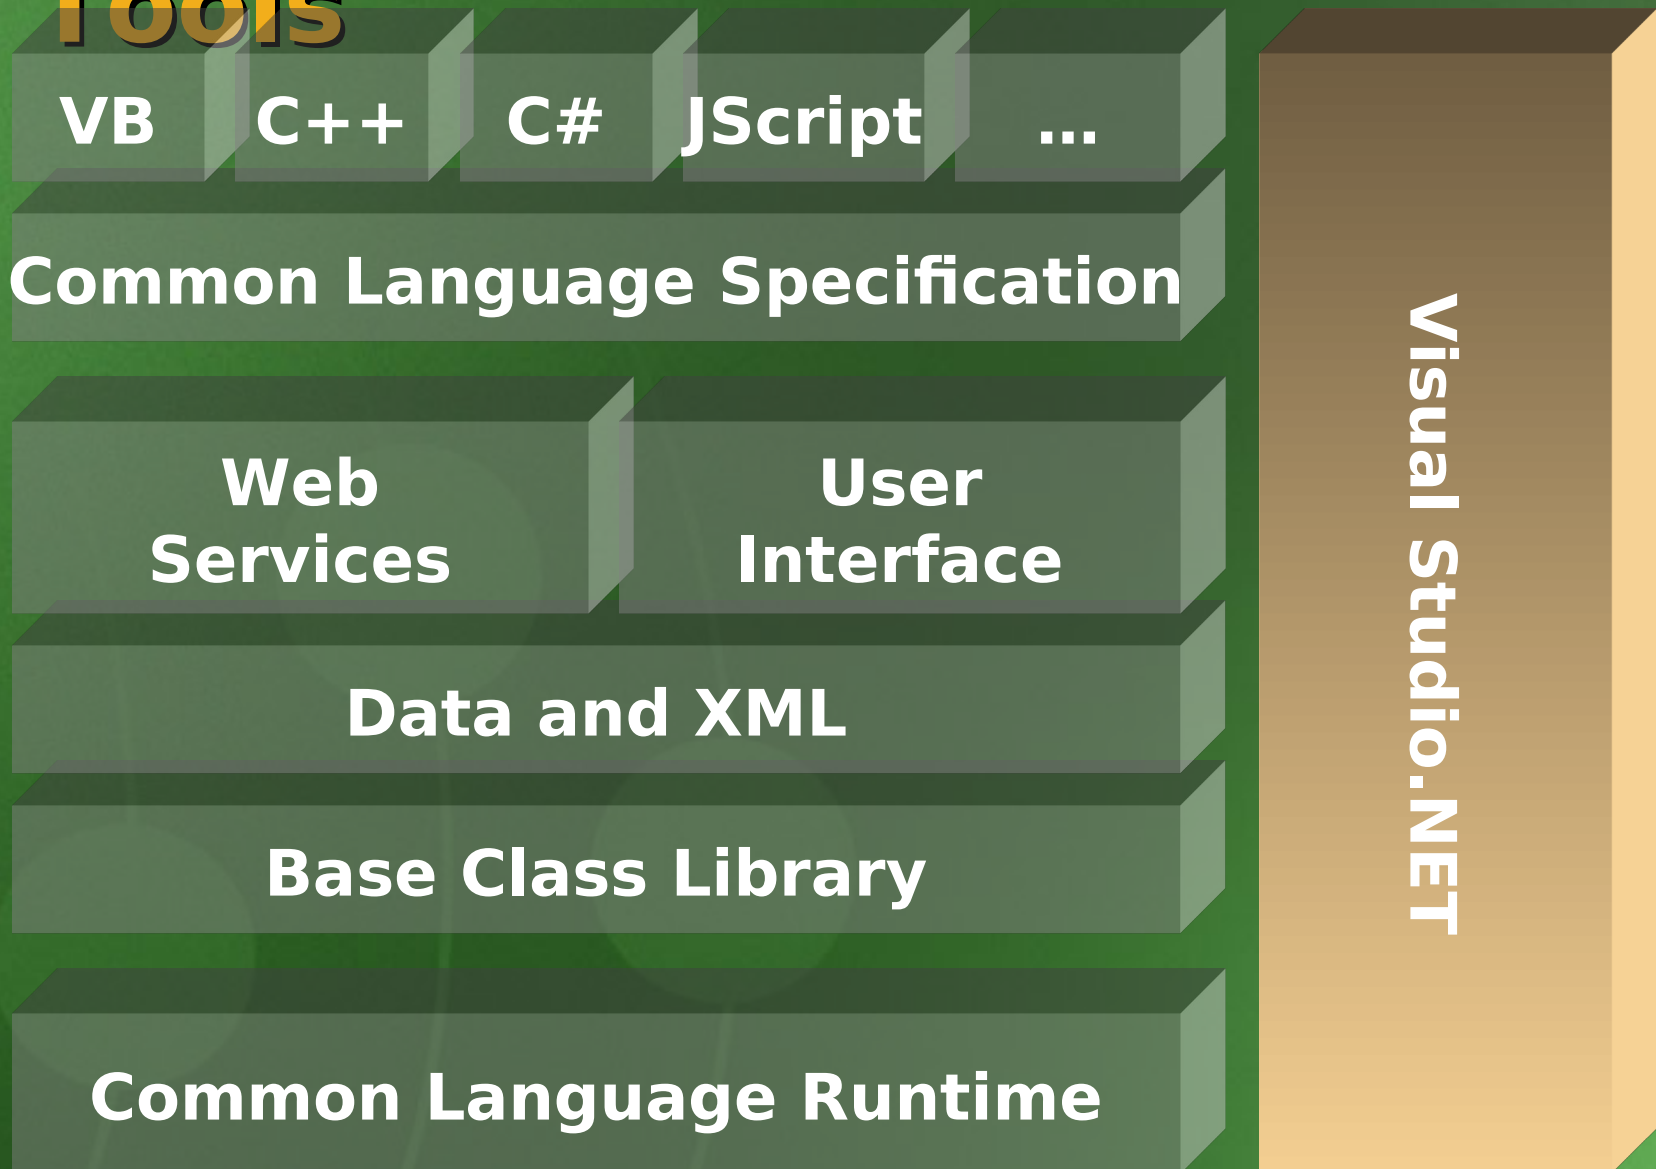 Tools
VB
C++
C#
JScript
…
Common Language Specification
Web
Services
User
Interface
Data and XML
Base Class Library
Common Language Runtime
Visual Studio.NET